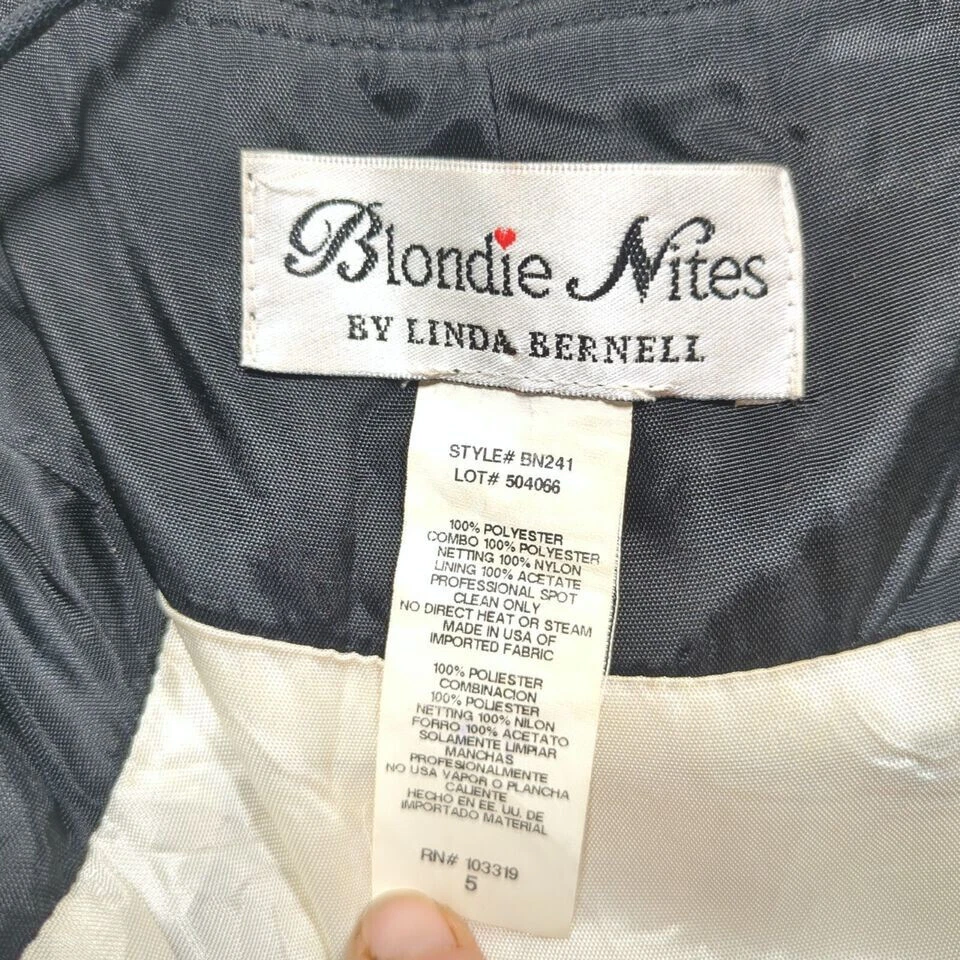 Blondie Nites
BY LINDA BERNELL
STYLE# BN241
LOT# 504066
100% POLYESTER
COMBO 100% POLYESTER
NETTING 100% NYLON
LINING 100% ACETATE
PROFESSIONAL SPOT
CLEAN ONLY
NO DIRECT HEAT OR STEAM
MADE IN USA OF
IMPORTED FABRIC
100% POLIESTER
COMBINACION
100% POLIESTER
NETTING 100% NILON
FORRO 100% ACETATO
SOLAMENTE LIMPIAR
MANCHAS
PROFESIONALMENTE
NO USA VAPOR O PLANCHA
CALIENTE
HECHO EN EE. UU. DE
IMPORTADO MATERIAL
RN# 103319
5